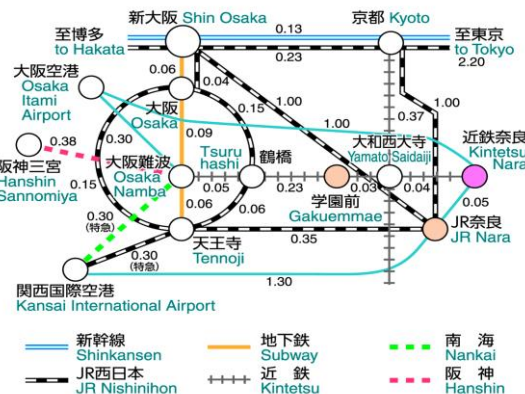 新大阪 Shin Osaka
0.13
京都 Kyoto
至博多
to Hakata
0.23
至東京
to Tokyo
2.20
大阪空港
Osaka
Itami
Airport
0.06
0.04
大阪
Osaka
0.15
1.00
1.00
0.37
1.00
0.38
0.30
0.09
阪神三宮
Hanshin
Sannomiya
0.15
大阪難波
Osaka
Namba
Tsuru
hashi
鶴橋
大和西大寺
Yamato Saidaiji
近鉄奈良
Kintetsu
Nara
0.05
0.23
学園前
Gakuemmae
0.03
0.04
0.05
0.06
0.06
0.30
(特急)
天王寺
Tennoji
0.35
JR奈良
JR Nara
0.30
(特急)
1.30
関西国際空港
Kansai International Airport
新幹線
Shinkansen
地下鉄
Subway
南海
Nankai
JR西日本
JR Nishinihon
近鉄
Kintetsu
阪神
Hanshin